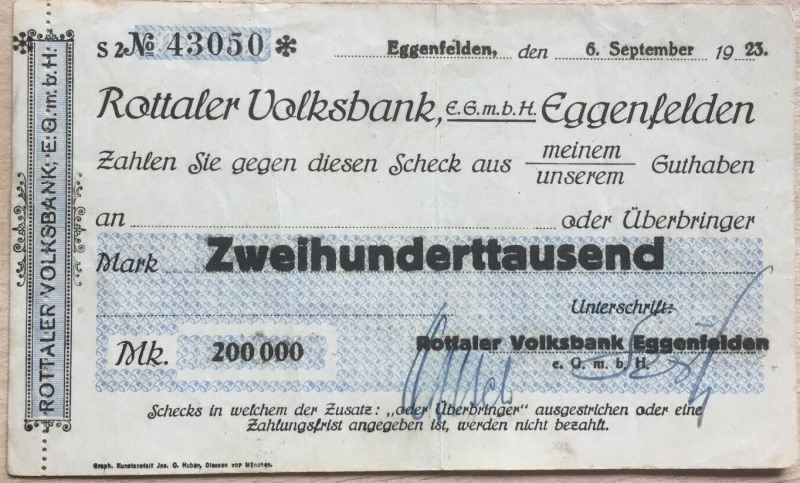 ROTTALER VOLKSBANK, E. G. m. b. H.
S 2 № 43050 ✻ Eggenfelden, den 6. September 1923.
Rottaler Volksbank, E.G.m.b.H. Eggenfelden
Zahlen Sie gegen diesen Scheck aus meinem / unserem Guthaben
an oder Überbringer
Mark Zweihunderttausend
Unterschrift:
Mk. 200 000 Rottaler Volksbank Eggenfelden
e. G. m. b. H.
Schecks in welchem der Zusatz: „oder Überbringer“ ausgestrichen oder eine
Zahlungsfrist angegeben ist, werden nicht bezahlt.
Graph. Kunstanstalt Jos. C. Huber, Diessen vor München.